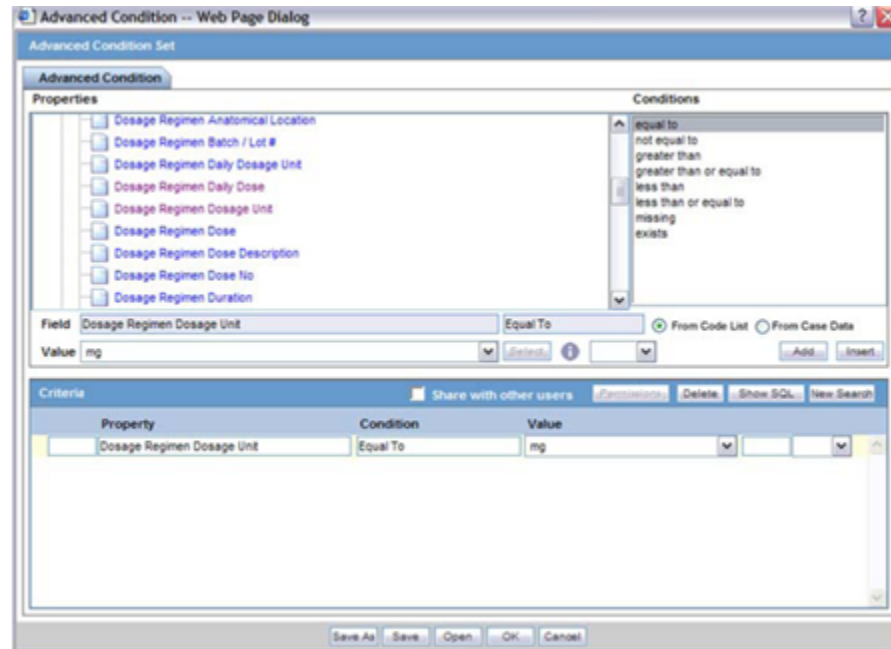 Advanced Condition -- Web Page Dialog
Advanced Condition Set
Advanced Condition
Properties Conditions
Dosage Regimen Anatomical Location
Dosage Regimen Batch / Lot #
Dosage Regimen Daily Dosage Unit
Dosage Regimen Daily Dose
Dosage Regimen Dosage Unit
Dosage Regimen Dose
Dosage Regimen Dose Description
Dosage Regimen Dose No
Dosage Regimen Duration
equal to
not equal to
greater than
greater than or equal to
less than
less than or equal to
missing
exists
Field Dosage Regimen Dosage Unit Equal To From Code List From Case Data
Value mg Select Add Insert
Criteria Share with other users Permissions Delete Show SQL New Search
Property Condition Value
Dosage Regimen Dosage Unit Equal To mg
Save As Save Open OK Cancel